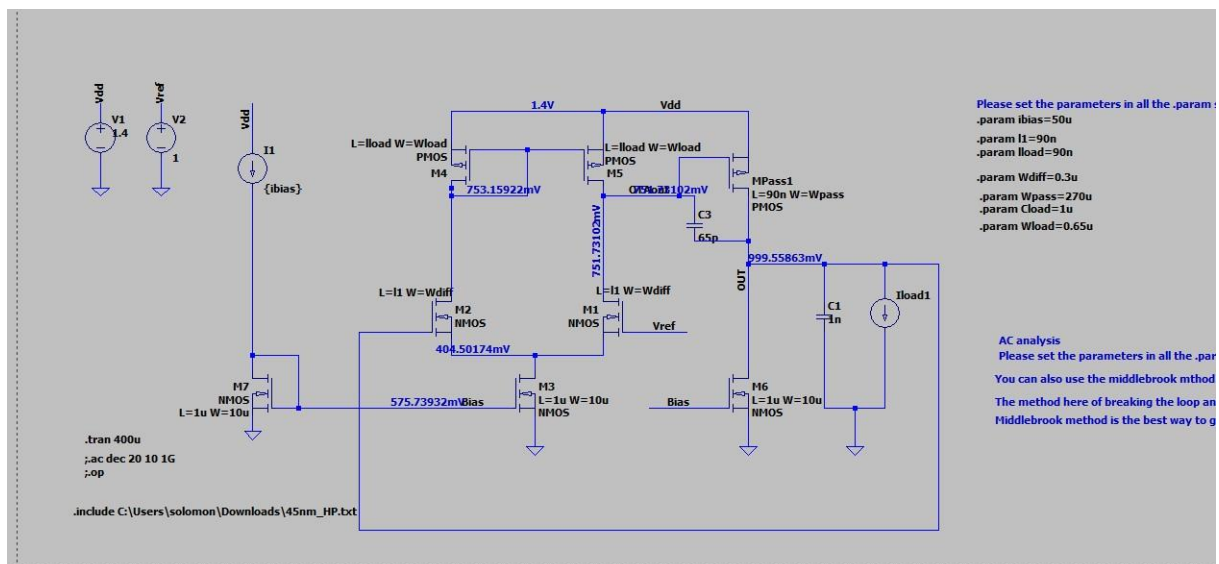 Vdd
V1
1.4
Vref
V2
1
Vdd
I1
{ibias}
1.4V
Vdd
L=lload W=Wload
PMOS
M4
L=lload W=Wload
PMOS
M5
753.15922mV
MPass1
L=90n W=Wpass
PMOS
C3
65p
751.73102mV
999.55863mV
OUT
L=l1 W=Wdiff
M2
NMOS
L=l1 W=Wdiff
M1
NMOS
Vref
C1
1n
Iload1
404.50174mV
M7
NMOS
L=1u W=10u
575.73932mV
Bias
M3
L=1u W=10u
NMOS
Bias
M6
L=1u W=10u
NMOS
.tran 400u
;.ac dec 20 10 1G
;.op
.include C:\Users\solomon\Downloads\45nm_HP.txt
Please set the parameters in all the .param s
.param ibias=50u
.param l1=90n
.param lload=90n
.param Wdiff=0.3u
.param Wpass=270u
.param Cload=1u
.param Wload=0.65u
AC analysis
Please set the parameters in all the .par
You can also use the middlebrook mthod
The method here of breaking the loop an
Middlebrook method is the best way to g